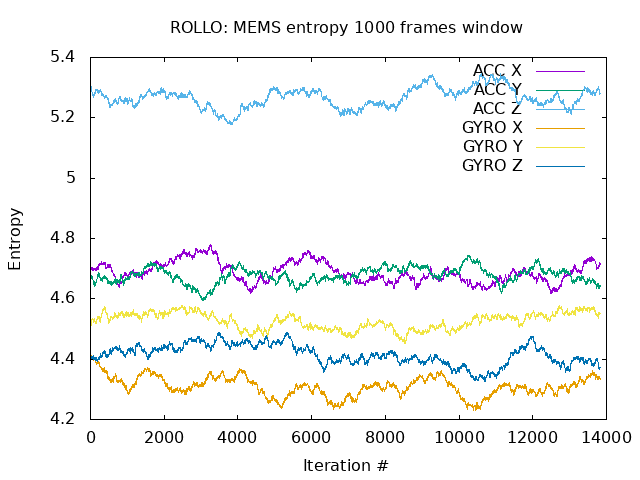 ROLLO: MEMS entropy 1000 frames window
5.4
5.2
5
4.8
4.6
4.4
4.2
Entropy
ACC X
ACC Y
ACC Z
GYRO X
GYRO Y
GYRO Z
0 2000 4000 6000 8000 10000 12000 14000
Iteration #